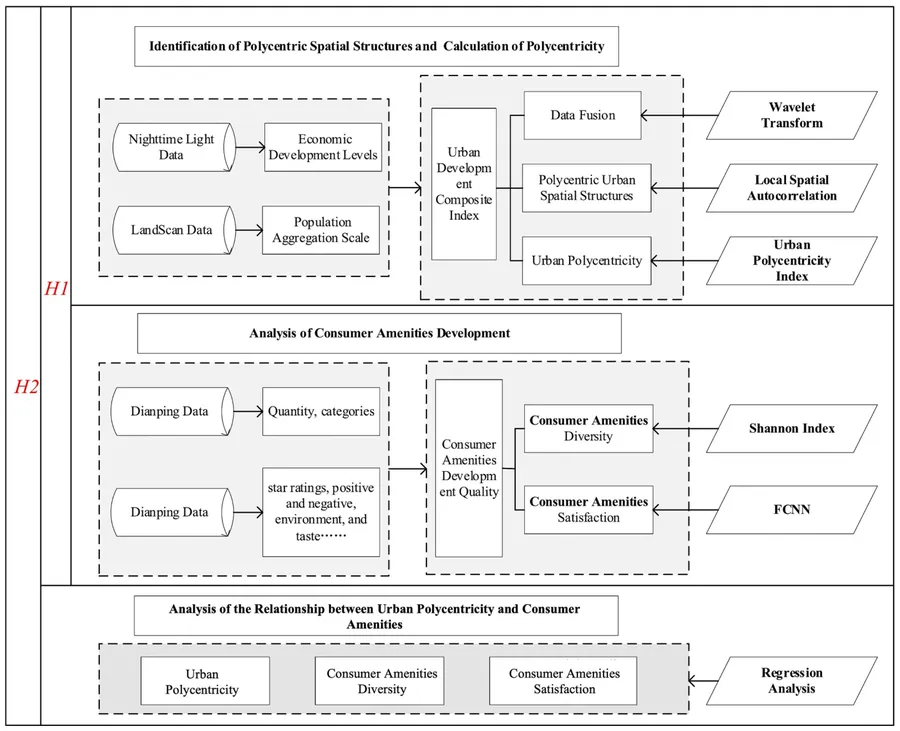 Identification of Polycentric Spatial Structures and Calculation of Polycentricity
Nighttime Light
Data
Economic
Development Levels
LandScan Data
Population
Aggregation Scale
Urban
Developm
ent
Composite
Index
Data Fusion
Polycentric Urban
Spatial Structures
Urban Polycentricity
Wavelet
Transform
Local Spatial
Autocorrelation
Urban
Polycentricity
Index
H1
H2
Analysis of Consumer Amenities Development
Dianping Data
Quantity, categories
Dianping Data
star ratings, positive
and negative,
environment, and
taste⋯⋯
Consumer
Amenities
Developm
ent Quality
Consumer Amenities
Diversity
Consumer Amenities
Satisfaction
Shannon Index
FCNN
Analysis of the Relationship between Urban Polycentricity and Consumer
Amenities
Urban
Polycentricity
Consumer Amenities
Diversity
Consumer Amenities
Satisfaction
Regression
Analysis